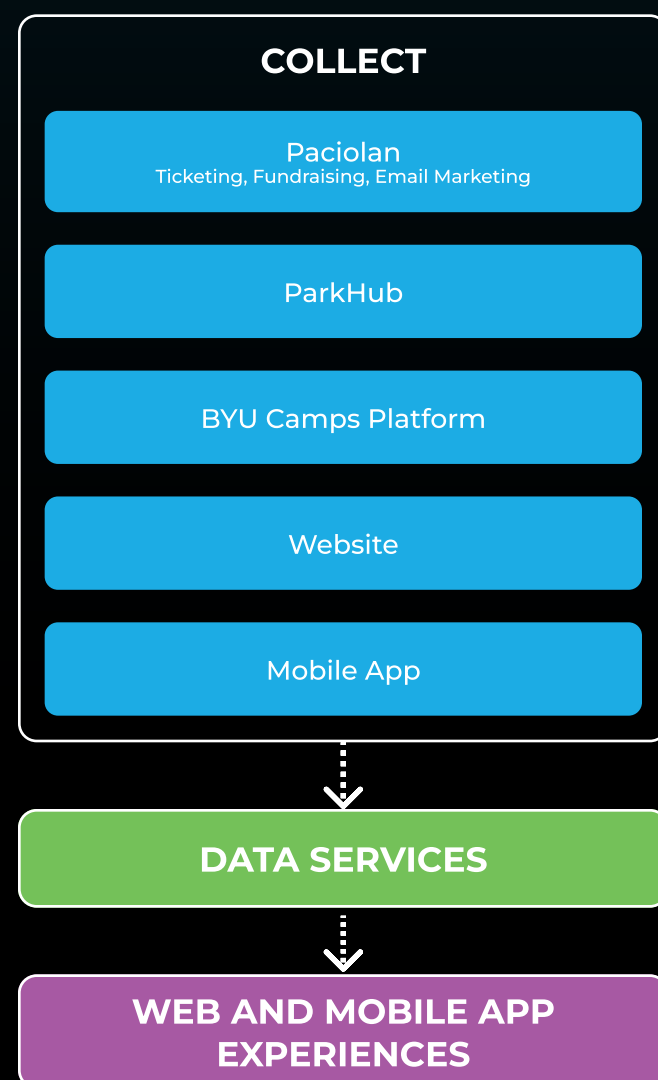 COLLECT
Paciolan
Ticketing, Fundraising, Email Marketing
ParkHub
BYU Camps Platform
Website
Mobile App
DATA SERVICES
WEB AND MOBILE APP
EXPERIENCES